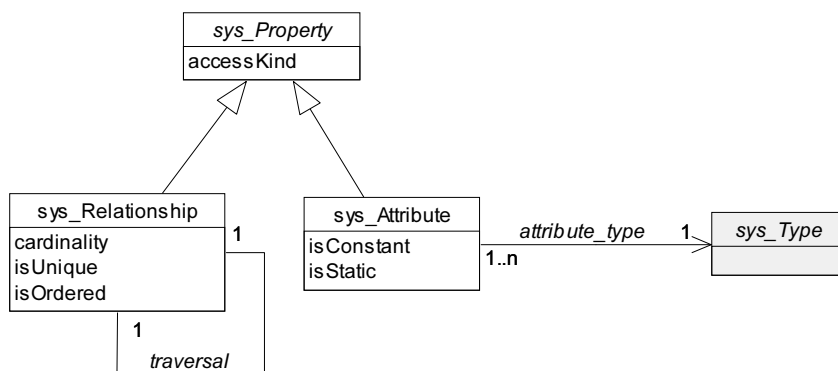 sys_Property
accessKind
sys_Relationship
cardinality
isUnique
isOrdered
1
1
traversal
sys_Attribute
isConstant
isStatic
attribute_type
1..n
1
sys_Type